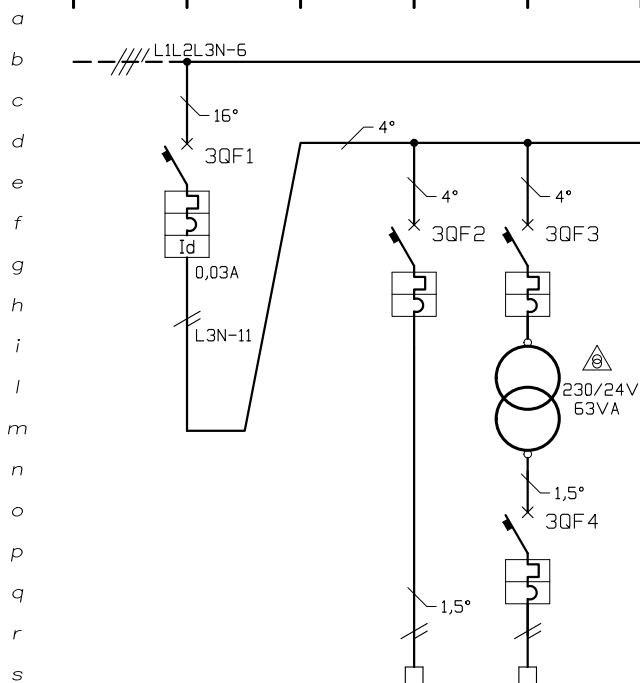 a
b
L1L2L3N-6
c
16°
4°
d
3QF1
e
4°
4°
f
3QF2
3QF3
Id
g
0,03A
h
L3N-11
i
l
230/24V
63VA
m
n
1,5°
o
3QF4
p
q
1,5°
r
s